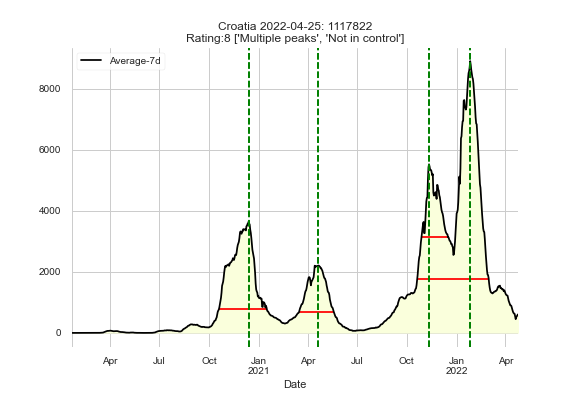 Croatia 2022-04-25: 1117822
Rating:8 ['Multiple peaks', 'Not in control']
Average-7d
8000
6000
4000
2000
0
Apr Jul Oct Jan Apr Jul Oct Jan Apr
2021 2022
Date